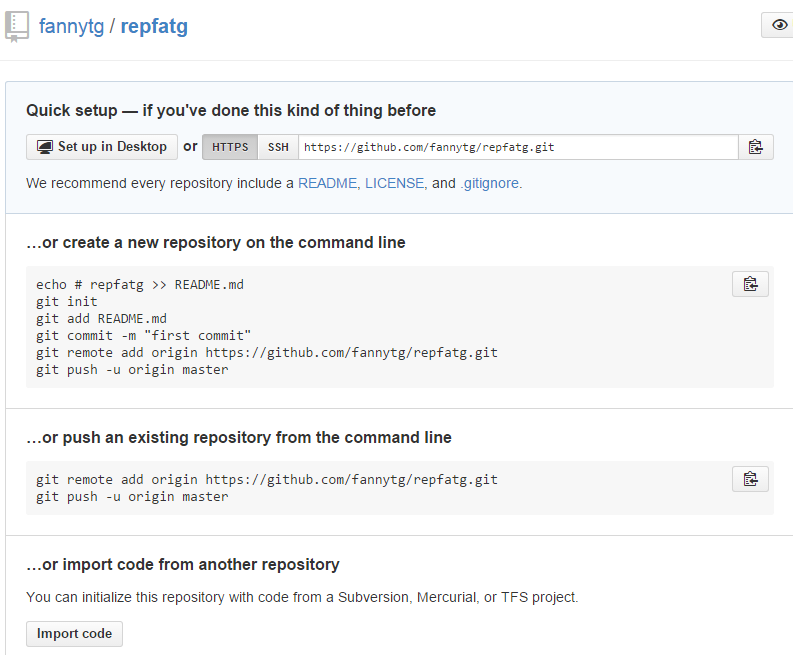 fannytg / repfatg
Quick setup — if you've done this kind of thing before
Set up in Desktop or HTTPS SSH https://github.com/fannytg/repfatg.git
We recommend every repository include a README, LICENSE, and .gitignore.
…or create a new repository on the command line
echo # repfatg >> README.md
git init
git add README.md
git commit -m "first commit"
git remote add origin https://github.com/fannytg/repfatg.git
git push -u origin master
…or push an existing repository from the command line
git remote add origin https://github.com/fannytg/repfatg.git
git push -u origin master
…or import code from another repository
You can initialize this repository with code from a Subversion, Mercurial, or TFS project.
Import code